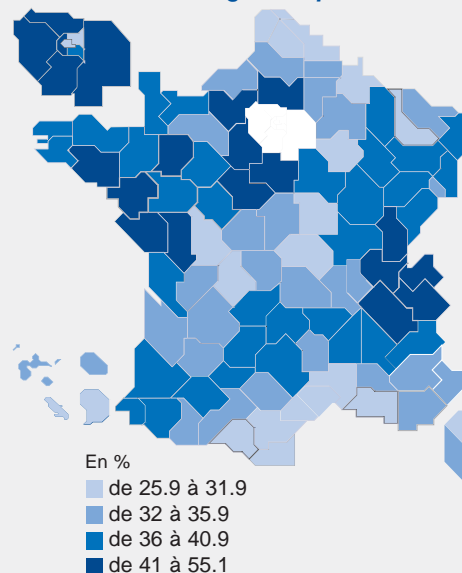 En %
de 25.9 à 31.9
de 32 à 35.9
de 36 à 40.9
de 41 à 55.1